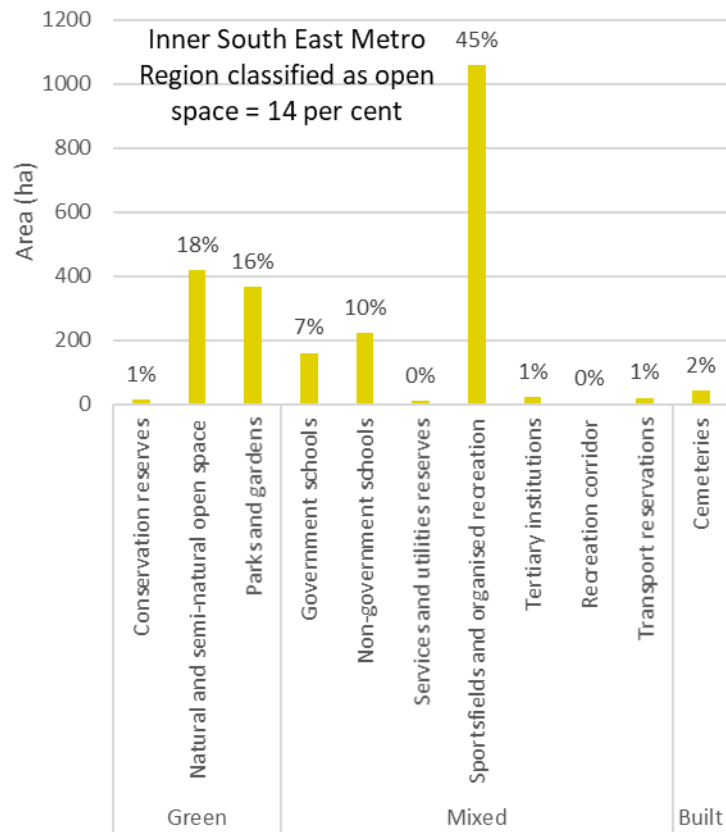 1200
1000
800
600
400
200
0
Area (ha)
Inner South East Metro
Region classified as open
space = 14 per cent
1%
18%
16%
7%
10%
0%
45%
1%
0%
1%
2%
Conservation reserves
Natural and semi-natural open space
Parks and gardens
Government schools
Non-government schools
Services and utilities reserves
Sportsfields and organised recreation
Tertiary institutions
Recreation corridor
Transport reservations
Cemeteries
Green
Mixed
Built